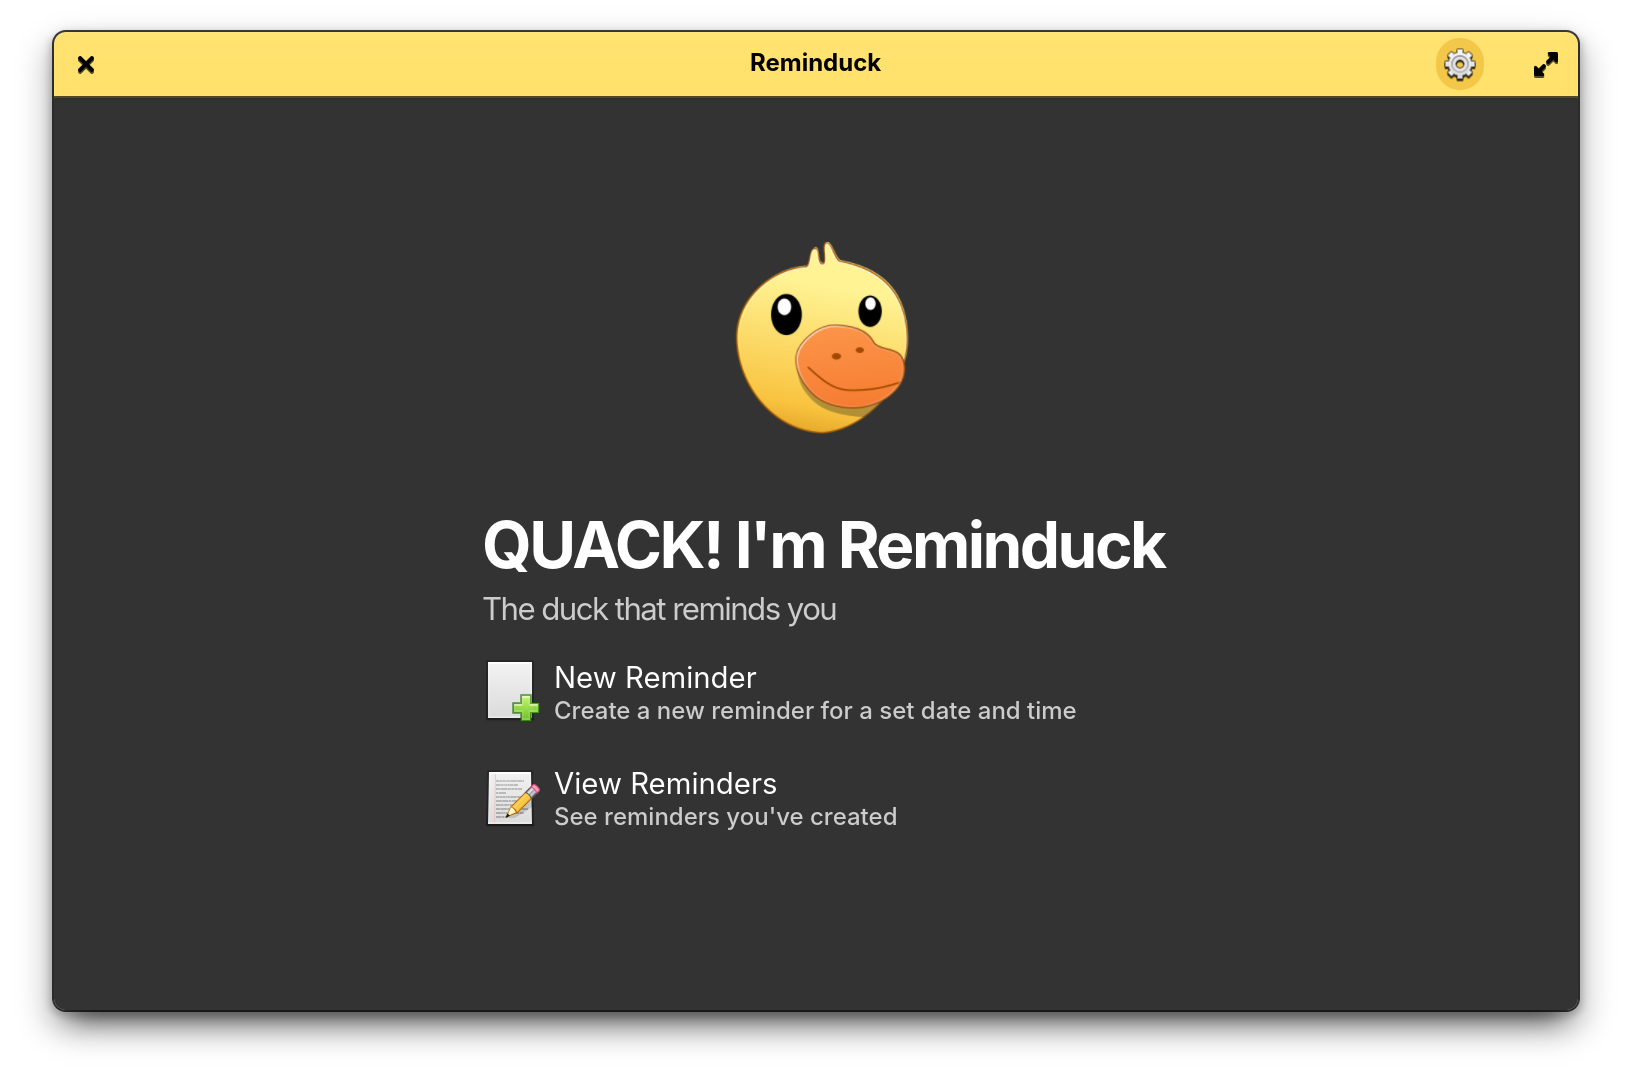 Reminduck
QUACK! I'm Reminduck
The duck that reminds you
New Reminder
Create a new reminder for a set date and time
View Reminders
See reminders you've created